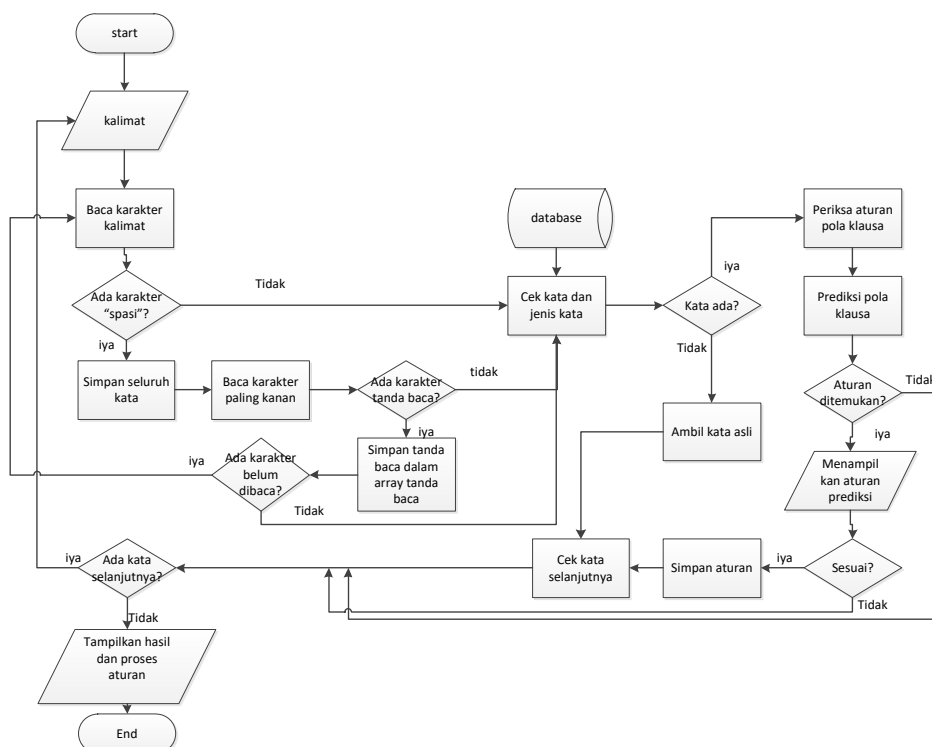 start
kalimat
Baca karakter
kalimat
Ada karakter
“spasi”?
Tidak
iya
Simpan seluruh
kata
Baca karakter
paling kanan
Ada karakter
tanda baca?
tidak
iya
Simpan tanda
baca dalam
array tanda
baca
Ada karakter
belum
dibaca?
iya
Tidak
database
Cek kata dan
jenis kata
Kata ada?
iya
Tidak
Ambil kata asli
Periksa aturan
pola klausa
Prediksi pola
klausa
Aturan
ditemukan?
Tidak
iya
Menampil
kan aturan
prediksi
Sesuai?
iya
Tidak
Simpan aturan
Cek kata
selanjutnya
Ada kata
selanjutnya?
iya
Tidak
Tampilkan hasil
dan proses
aturan
End